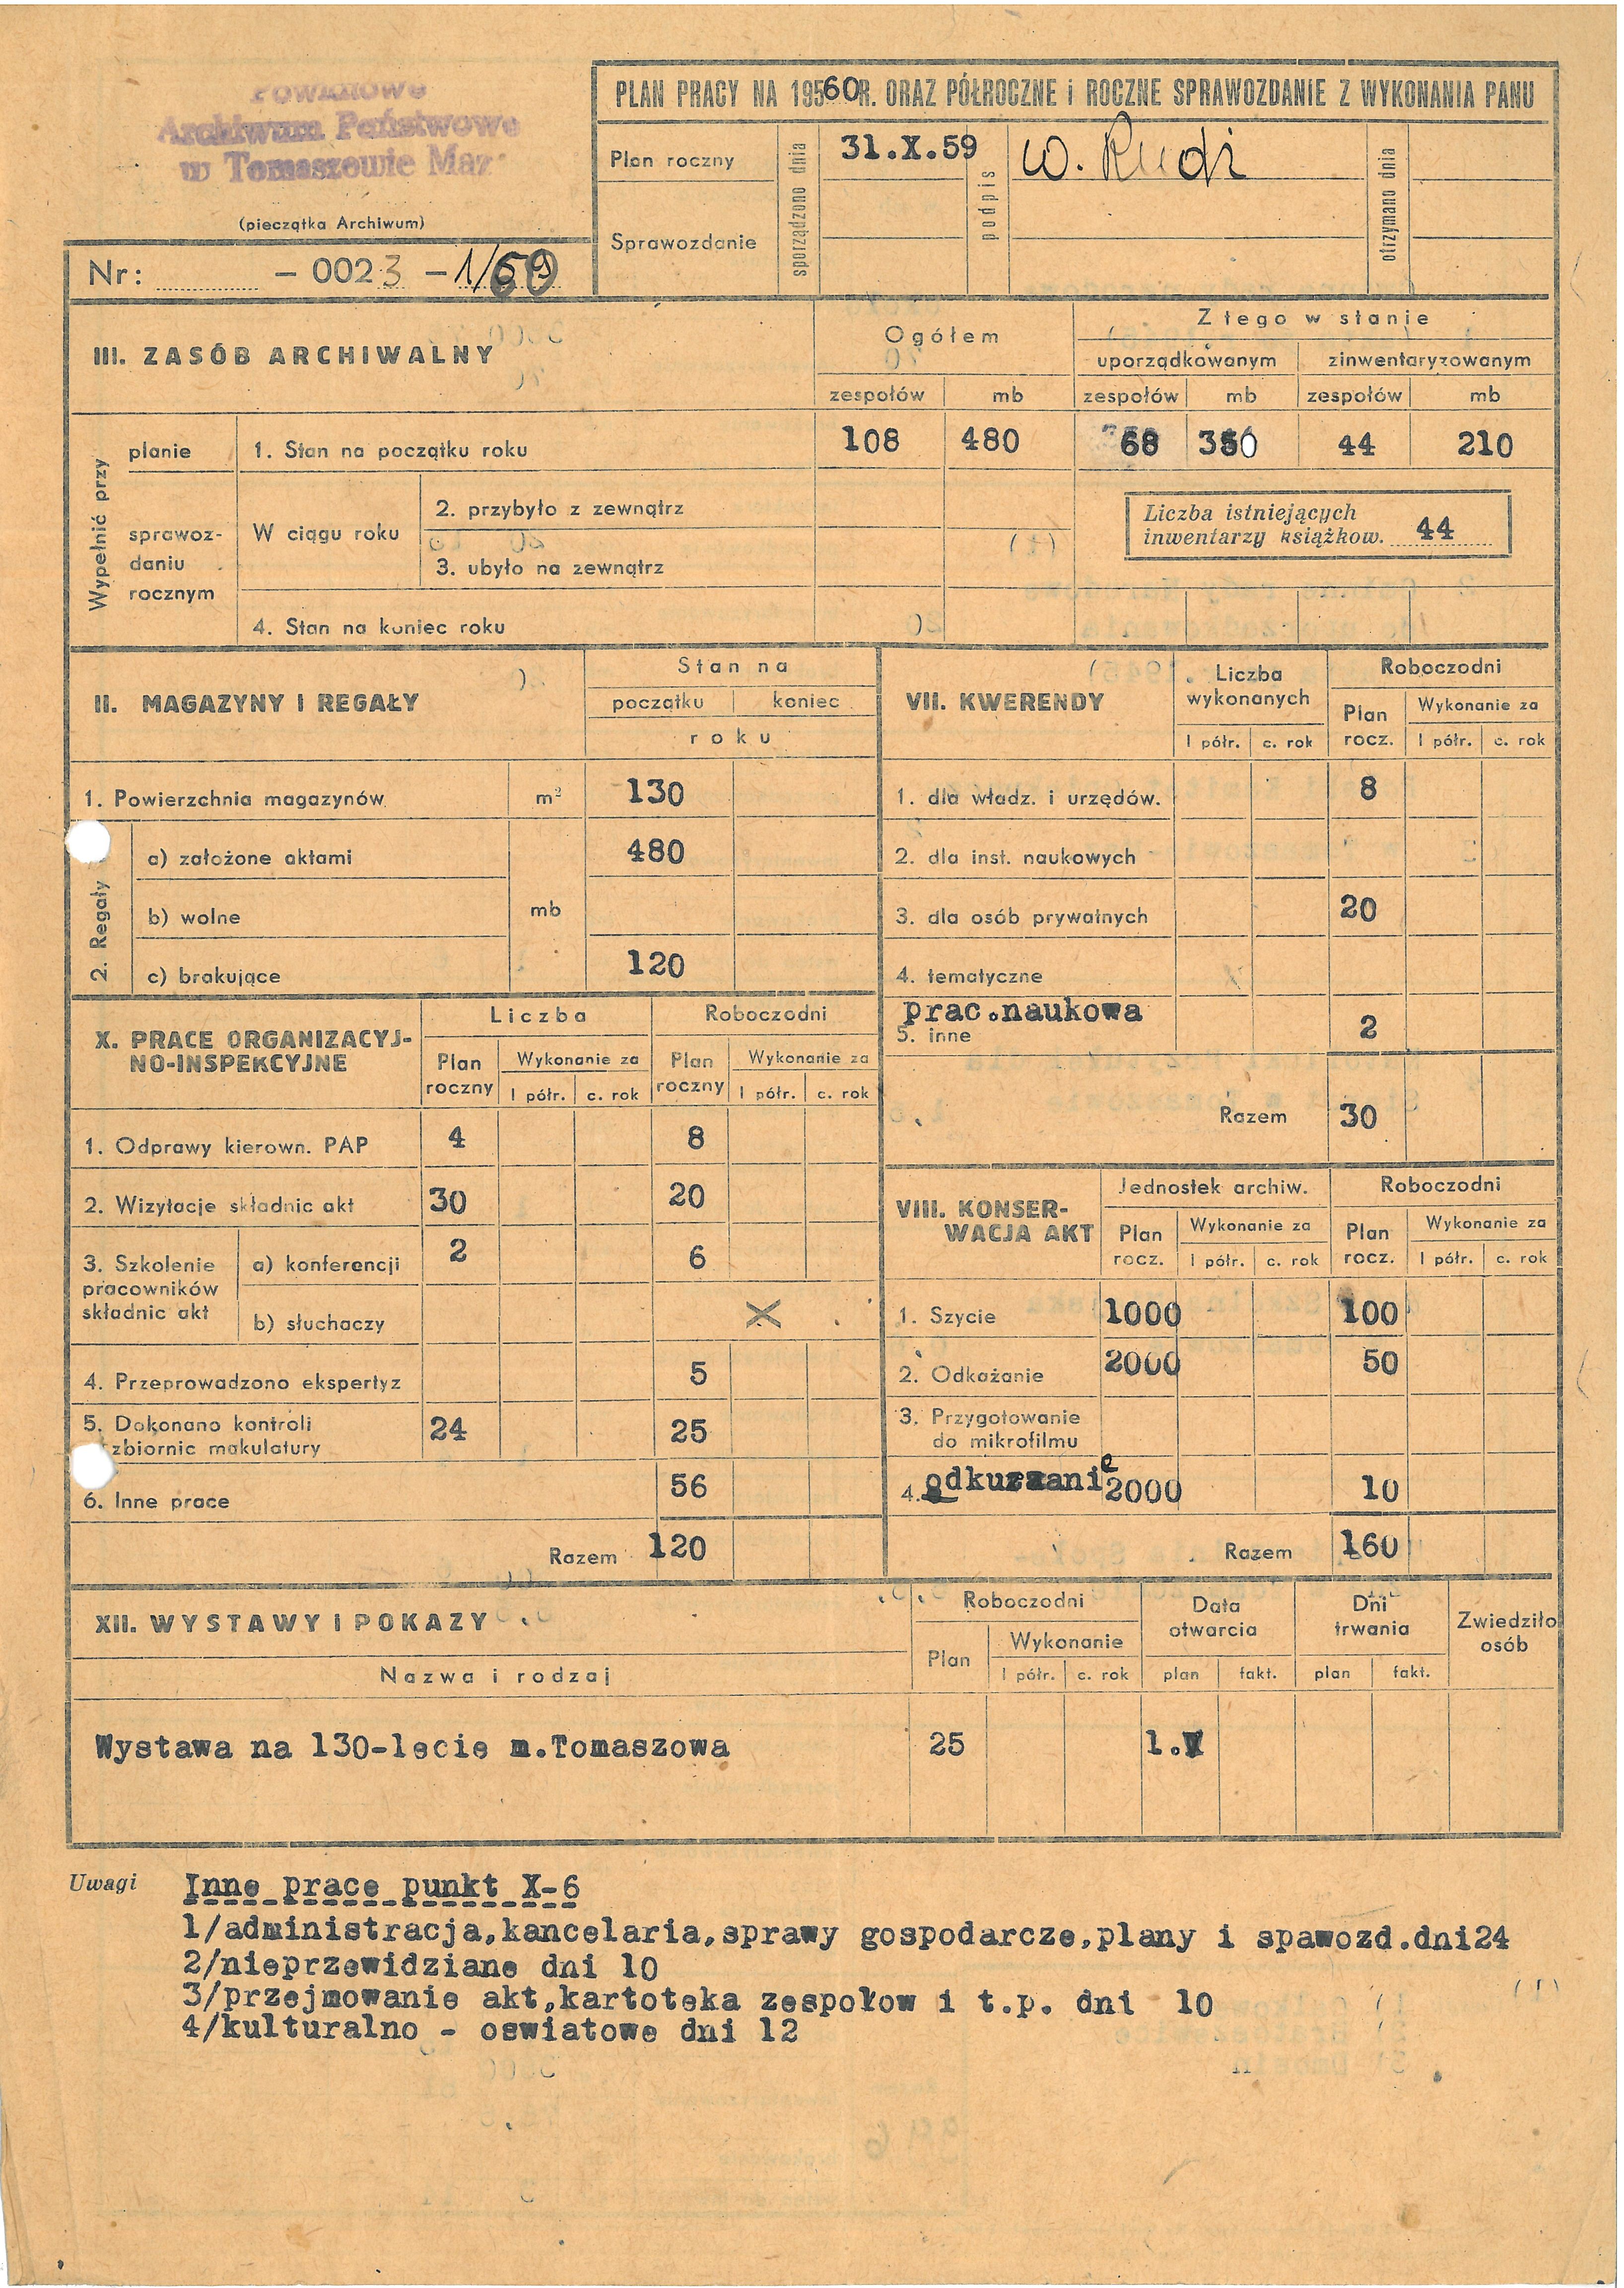 Powiatowe
Archiwum Państwowe
w Tomaszowie Maz.
(pieczątka Archiwum)
Nr: - 0023 - 1/60
PLAN PRACY NA 1960 R. ORAZ PÓŁROCZNE i ROCZNE SPRAWOZDANIE Z WYKONANIA PANU
Plan roczny
sporządzono dnia
31.X.59
podpis
W. Rudź
otrzymano dnia
Sprawozdanie
III. ZASÓB ARCHIWALNY
Ogółem
Z tego w stanie
uporządkowanym
zinwentaryzowanym
zespołów mb zespołów mb zespołów mb
Wypełnić przy
planie
1. Stan na początku roku 108 480 68 350 44 210
sprawozdaniu rocznym
W ciągu roku
2. przybyło z zewnątrz
3. ubyło na zewnątrz
Liczba istniejących
inwentarzy książkow. 44
4. Stan na koniec roku
II. MAGAZYNY I REGAŁY
Stan na
początku koniec
roku
1. Powierzchnia magazynów m² 130
2. Regały
a) założone aktami 480
b) wolne mb
c) brakujące 120
VII. KWERENDY
Liczba wykonanych
Roboczodni
Plan rocz.
Wykonanie za
I półr. c. rok I półr. c. rok
1. dla władz. i urzędów. 8
2. dla inst. naukowych
3. dla osób prywatnych 20
4. tematyczne
prac.naukowa
5. inne 2
Razem 30
X. PRACE ORGANIZACYJ-
NO-INSPEKCYJNE
Liczba Roboczodni
Plan roczny Wykonanie za Plan roczny Wykonanie za
I półr. c. rok I półr. c. rok
1. Odprawy kierown. PAP 4 8
2. Wizytacje składnic akt 30 20
3. Szkolenie
pracowników
składnic akt
a) konferencji 2 6
b) słuchaczy X
4. Przeprowadzono ekspertyz 5
5. Dokonano kontroli
zbiornic makulatury 24 25
6. Inne prace 56
Razem 120
VIII. KONSER-
WACJA AKT
Jednostek archiw. Roboczodni
Plan rocz. Wykonanie za Plan rocz. Wykonanie za
I półr. c. rok I półr. c. rok
1. Szycie 1000 100
2. Odkażanie 2000 50
3. Przygotowanie
do mikrofilmu
4. odkurzanie 2000 10
Razem 160
XII. WYSTAWY I POKAZY
Nazwa i rodzaj
Roboczodni
Plan
Wykonanie
I półr. c. rok
Data otwarcia
plan fakt.
Dni trwania
plan fakt.
Zwiedziło osób
Wystawa na 130-lecie m.Tomaszowa 25 1.V
Uwagi
Inne prace punkt X-6
1/administracja,kancelaria,sprawy gospodarcze,plany i spawozd.dni24
2/nieprzewidziane dni 10
3/przejmowanie akt,kartoteka zespołow i t.p. dni 10
4/kulturalno - oswiatowe dni 12